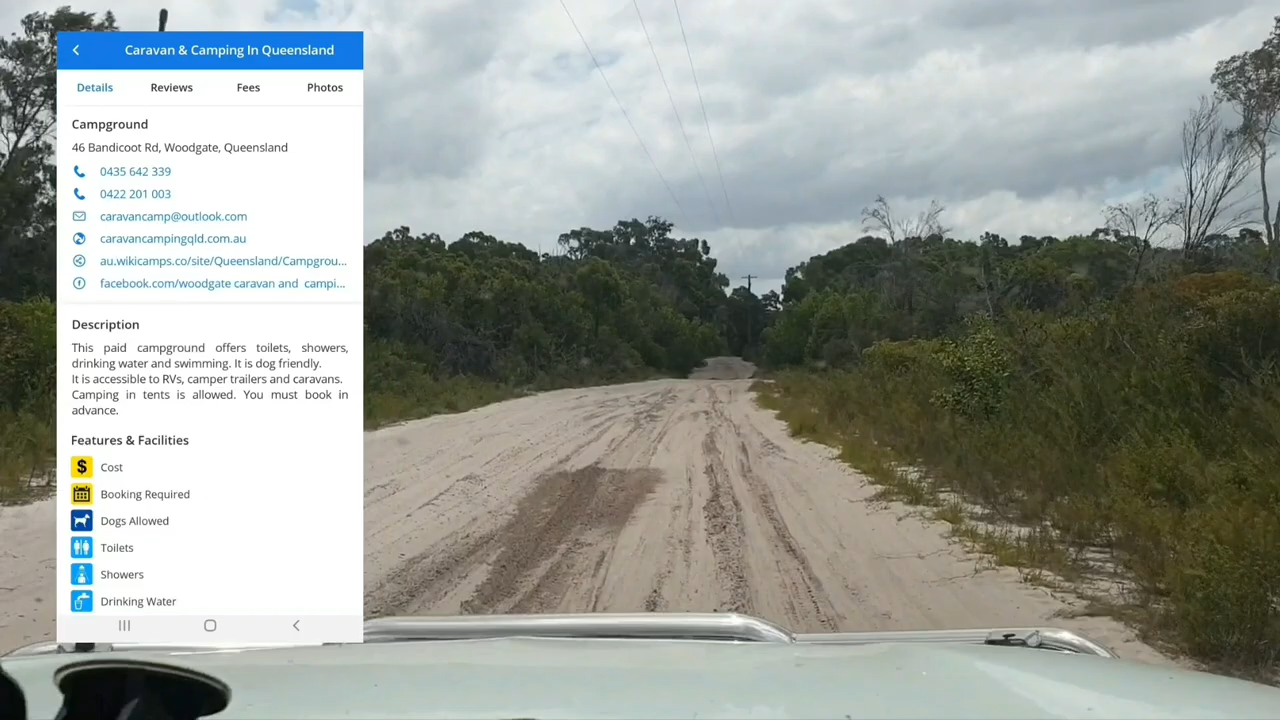 Caravan & Camping In Queensland
Details Reviews Fees Photos
Campground
46 Bandicoot Rd, Woodgate, Queensland
0435 642 339
0422 201 003
caravancamp@outlook.com
caravancampingqld.com.au
au.wikicamps.co/site/Queensland/Campgrou...
facebook.com/woodgate caravan and campi...
Description
This paid campground offers toilets, showers,
drinking water and swimming. It is dog friendly.
It is accessible to RVs, camper trailers and caravans.
Camping in tents is allowed. You must book in
advance.
Features & Facilities
$ Cost
Booking Required
Dogs Allowed
Toilets
Showers
Drinking Water